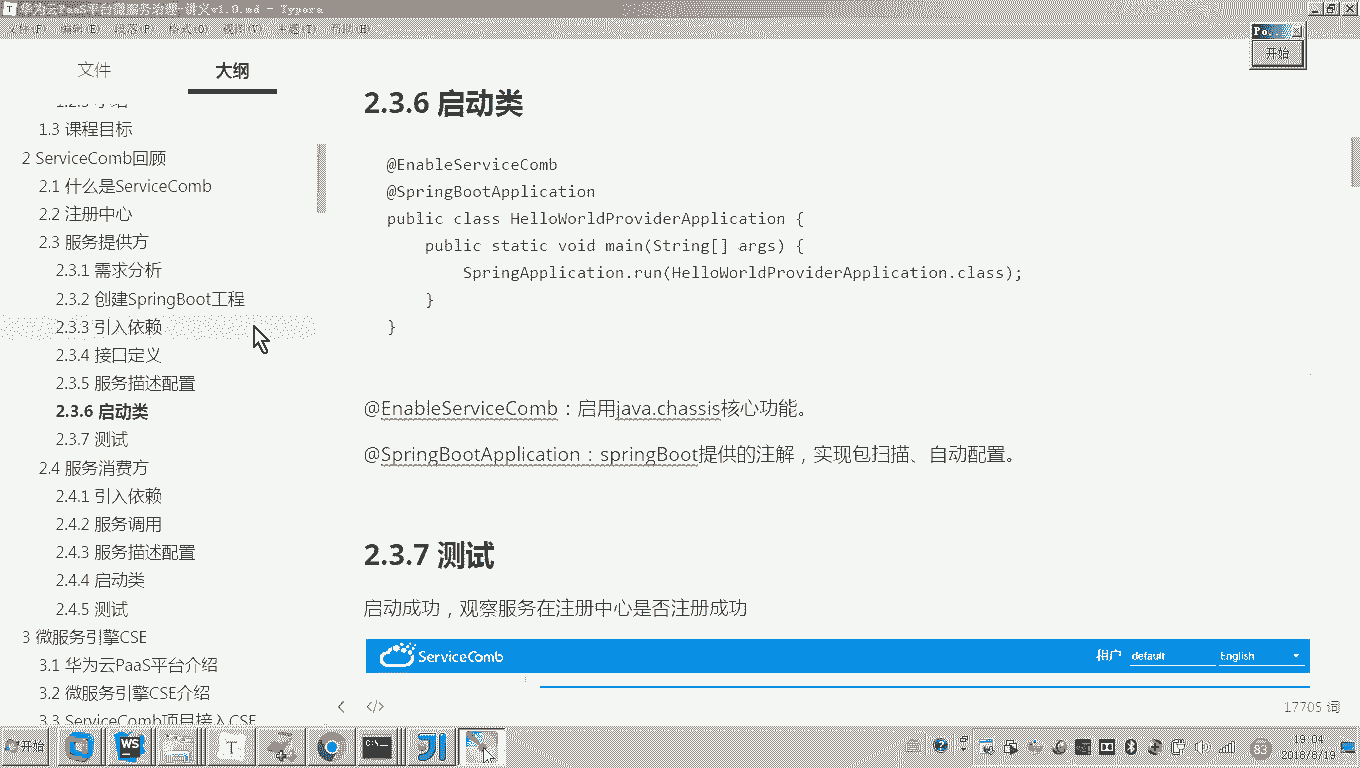 华为云PaaS平台微服务治理-讲义v1.0.md - Typora
文件(F) 编辑(E) 段落(P) 格式(O) 视图(V) 主题(T) 帮助(H)
开始
文件 大纲
1.3 课程目标
2 ServiceComb回顾
2.1 什么是ServiceComb
2.2 注册中心
2.3 服务提供方
2.3.1 需求分析
2.3.2 创建SpringBoot工程
2.3.3 引入依赖
2.3.4 接口定义
2.3.5 服务描述配置
2.3.6 启动类
2.3.7 测试
2.4 服务消费方
2.4.1 引入依赖
2.4.2 服务调用
2.4.3 服务描述配置
2.4.4 启动类
2.4.5 测试
3 微服务引擎CSE
3.1 华为云PaaS平台介绍
3.2 微服务引擎CSE介绍
3.3 ServiceComb项目接入CSE
2.3.6 启动类
@EnableServiceComb
@SpringBootApplication
public class HelloWorldProviderApplication {
public static void main(String[] args) {
SpringApplication.run(HelloWorldProviderApplication.class);
}
}
@EnableServiceComb：启用java.chassis核心功能。
@SpringBootApplication：springBoot提供的注解，实现包扫描、自动配置。
2.3.7 测试
启动成功，观察服务在注册中心是否注册成功
ServiceComb 租户 default English
</> 17705 词
开始 WS T 83 19:04
2018/8/19